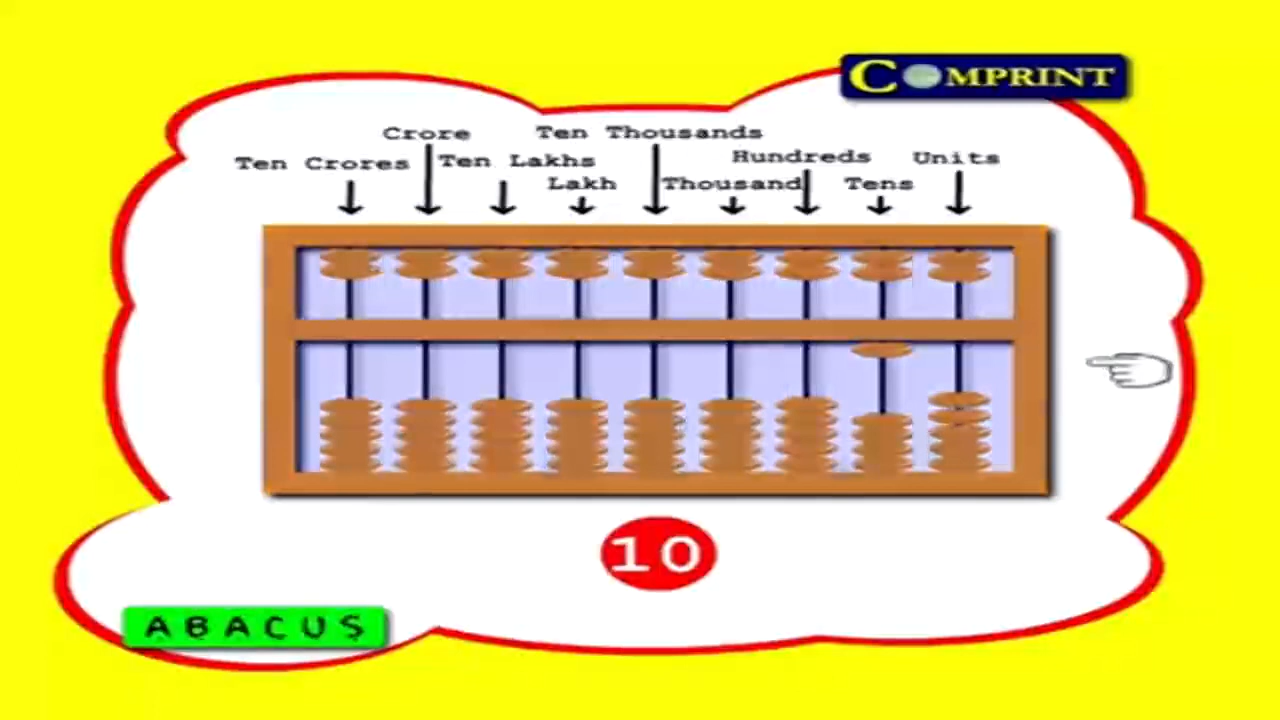 COMPRINT
Crore Ten Thousands
Ten Crores Ten Lakhs Hundreds Units
Lakh Thousand Tens
10
ABACUS